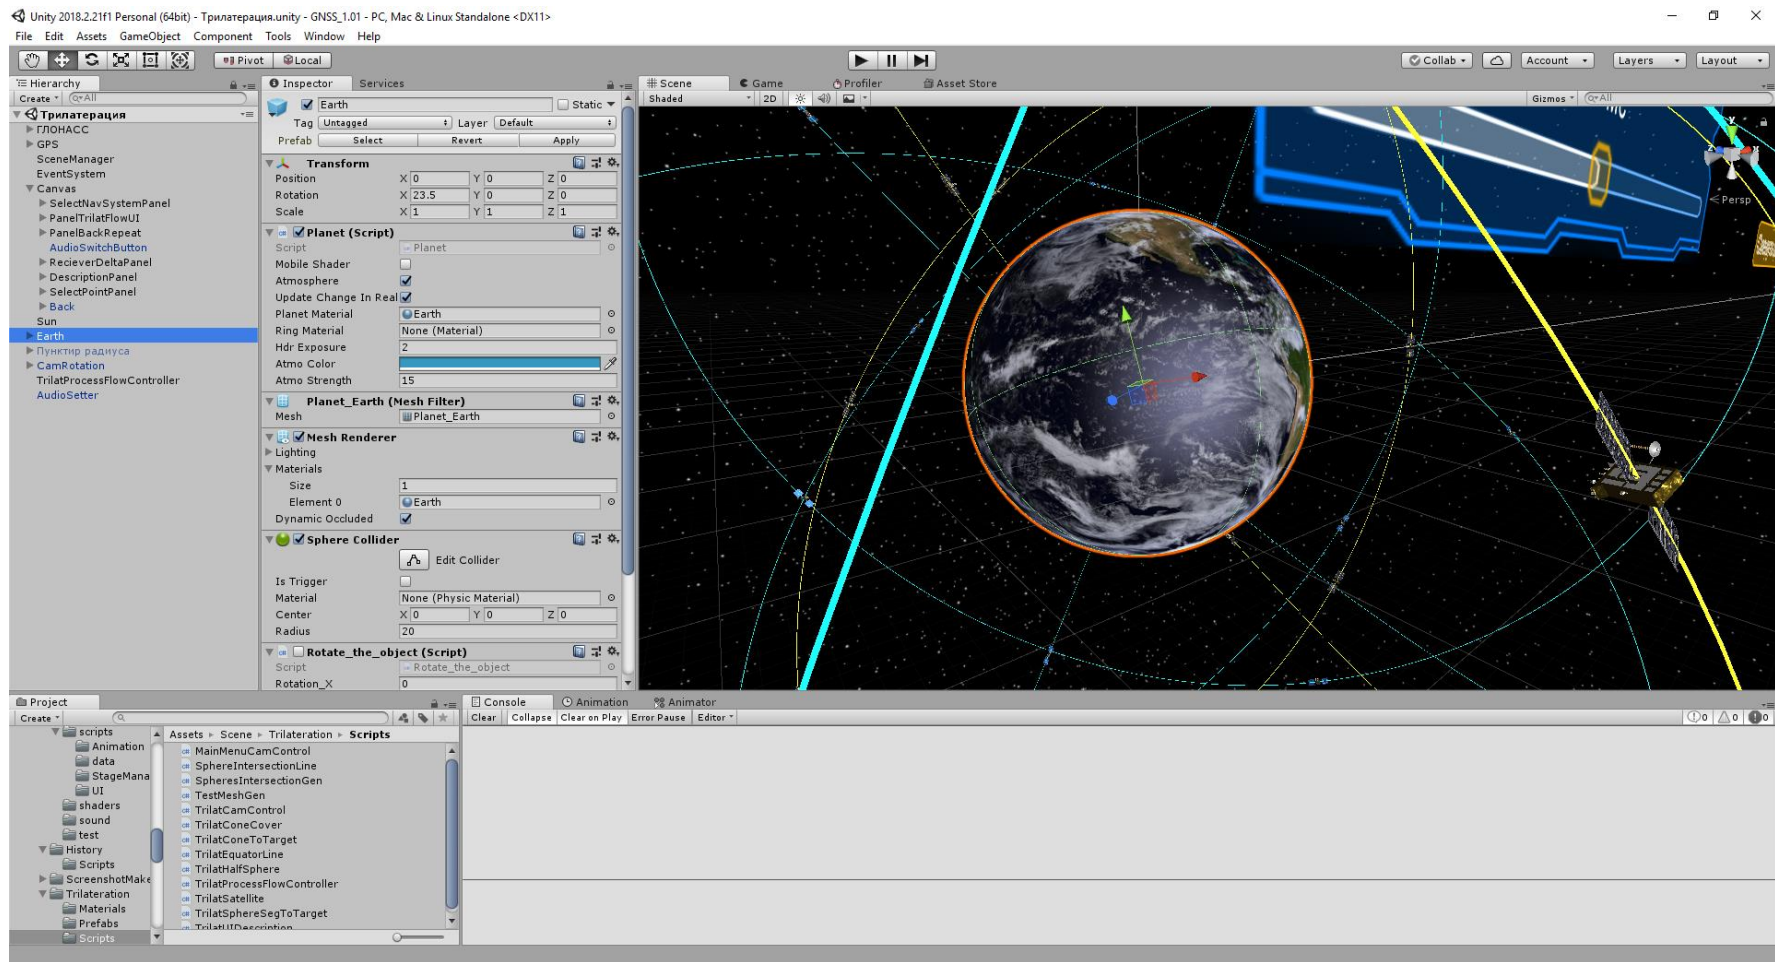 Unity 2018.2.21f1 Personal (64bit) - Трилатерация.unity - GNSS_1.01 - PC, Mac & Linux Standalone <DX11>
File Edit Assets GameObject Component Tools Window Help
Pivot Local Collab Account Layers Layout
Hierarchy
Create All
Трилатерация
ГЛОНАСС
GPS
SceneManager
EventSystem
Canvas
SelectNavSystemPanel
PanelTrilatFlowUI
PanelBackRepeat
AudioSwitchButton
RecieverDeltaPanel
DescriptionPanel
SelectPointPanel
Back
Sun
Earth
Пунктир радиуса
CamRotation
TrilatProcessFlowController
AudioSetter
Inspector Services
Earth Static
Tag Untagged Layer Default
Prefab Select Revert Apply
Transform
Position X 0 Y 0 Z 0
Rotation X 23.5 Y 0 Z 0
Scale X 1 Y 1 Z 1
Planet (Script)
Script Planet
Mobile Shader
Atmosphere
Update Change In Real
Planet Material Earth
Ring Material None (Material)
Hdr Exposure 2
Atmo Color
Atmo Strength 15
Planet_Earth (Mesh Filter)
Mesh Planet_Earth
Mesh Renderer
Lighting
Materials
Size 1
Element 0 Earth
Dynamic Occluded
Sphere Collider
Edit Collider
Is Trigger
Material None (Physic Material)
Center X 0 Y 0 Z 0
Radius 20
Rotate_the_object (Script)
Script Rotate_the_object
Rotation_X 0
Scene Game Profiler Asset Store
Shaded 2D Gizmos All
y
z x
Persp
Project
Create
scripts
Animation
data
StageMana
UI
shaders
sound
test
History
Scripts
ScreenshotMake
Trilateration
Materials
Prefabs
Scripts
Assets Scene Trilateration Scripts
MainMenuCamControl
SphereIntersectionLine
SpheresIntersectionGen
TestMeshGen
TrilatCamControl
TrilatConeCover
TrilatConeToTarget
TrilatEquatorLine
TrilatHalfSphere
TrilatProcessFlowController
TrilatSatellite
TrilatSphereSegToTarget
TrilatUIDescription
Console Animation Animator
Clear Collapse Clear on Play Error Pause Editor 0 0 0